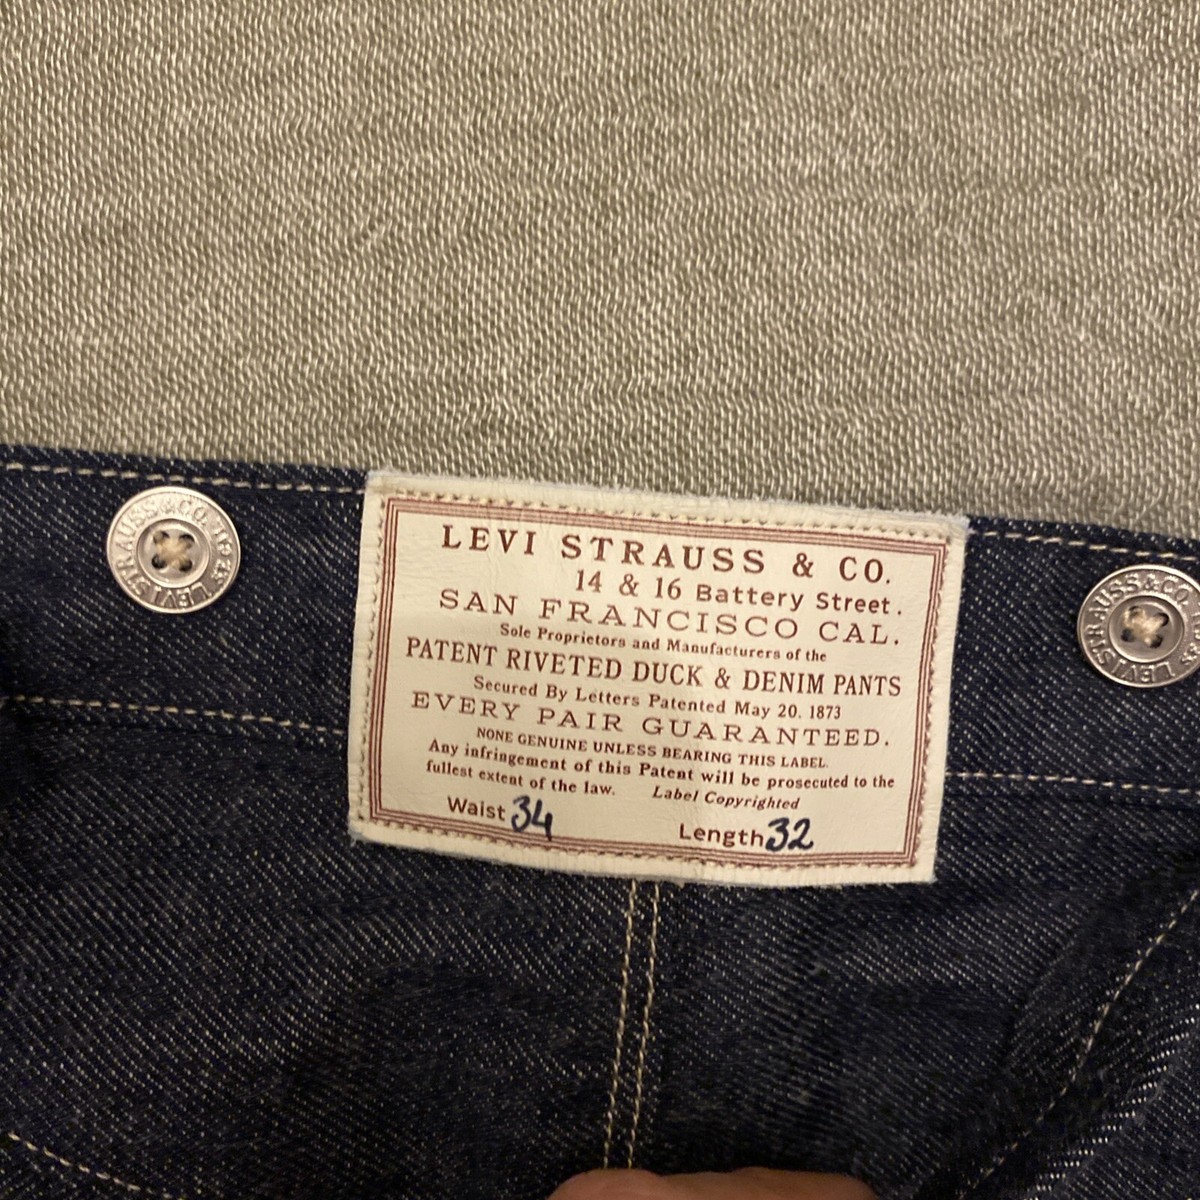 LEVI STRAUSS & CO.
14 & 16 Battery Street.
SAN FRANCISCO CAL.
Sole Proprietors and Manufacturers of the
PATENT RIVETED DUCK & DENIM PANTS
Secured By Letters Patented May 20. 1873
EVERY PAIR GUARANTEED.
NONE GENUINE UNLESS BEARING THIS LABEL.
Any infringement of this Patent will be prosecuted to the
fullest extent of the law. Label Copyrighted
Waist 34 Length 32
LEVI STRAUSS & CO.
LEVI STRAUSS & CO.